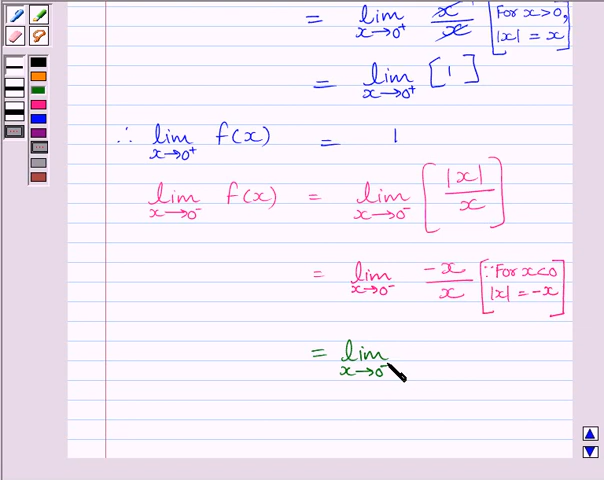 = lim x→0⁺ x/x [For x>0, |x| = x]
= lim x→0⁺ [1]
∴ lim x→0⁺ f(x) = 1
lim x→0⁻ f(x) = lim x→0⁻ [|x|/x]
= lim x→0⁻ -x/x [∵ For x<0 |x| = -x]
= lim x→0⁻